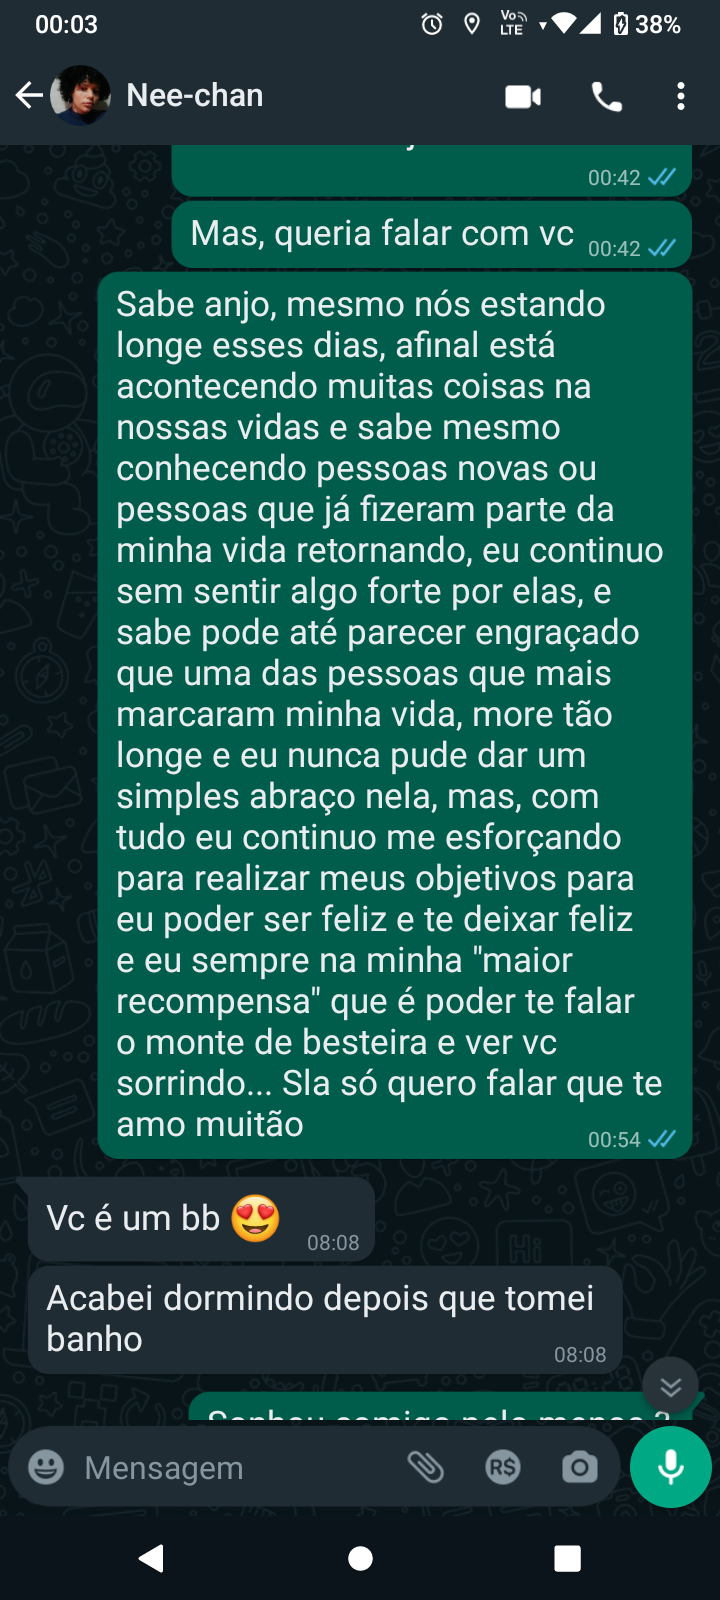 00:03
Vo
LTE
38%
Nee-chan
00:42
Mas, queria falar com vc
00:42
Sabe anjo, mesmo nós estando
longe esses dias, afinal está
acontecendo muitas coisas na
nossas vidas e sabe mesmo
conhecendo pessoas novas ou
pessoas que já fizeram parte da
minha vida retornando, eu continuo
sem sentir algo forte por elas, e
sabe pode até parecer engraçado
que uma das pessoas que mais
marcaram minha vida, more tão
longe e eu nunca pude dar um
simples abraço nela, mas, com
tudo eu continuo me esforçando
para realizar meus objetivos para
eu poder ser feliz e te deixar feliz
e eu sempre na minha "maior
recompensa" que é poder te falar
o monte de besteira e ver vc
sorrindo... Sla só quero falar que te
amo muitão
00:54
Vc é um bb 😍
08:08
Acabei dormindo depois que tomei
banho
08:08
Sonhou comigo pelo menos ?
Mensagem
R$